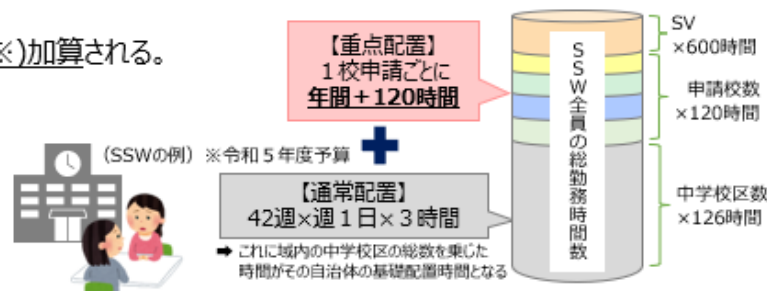 ※)加算される。
【重点配置】
１校申請ごとに
年間＋120時間
（SSWの例）※令和５年度予算
【通常配置】
42週×週１日×３時間
➡ これに域内の中学校区の総数を乗じた
時間がその自治体の基礎配置時間となる
SSW全員の総勤務時間数
SV
×600時間
申請校数
×120時間
中学校区数
×126時間